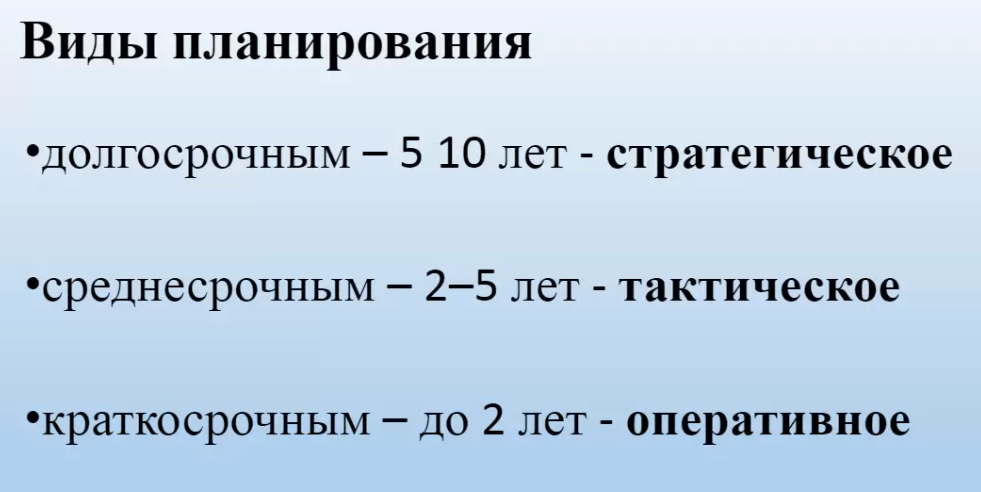 Виды планирования
•долгосрочным – 5 10 лет - стратегическое
•среднесрочным – 2–5 лет - тактическое
•краткосрочным – до 2 лет - оперативное